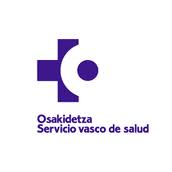 Osakidetza
Servicio vasco de salud